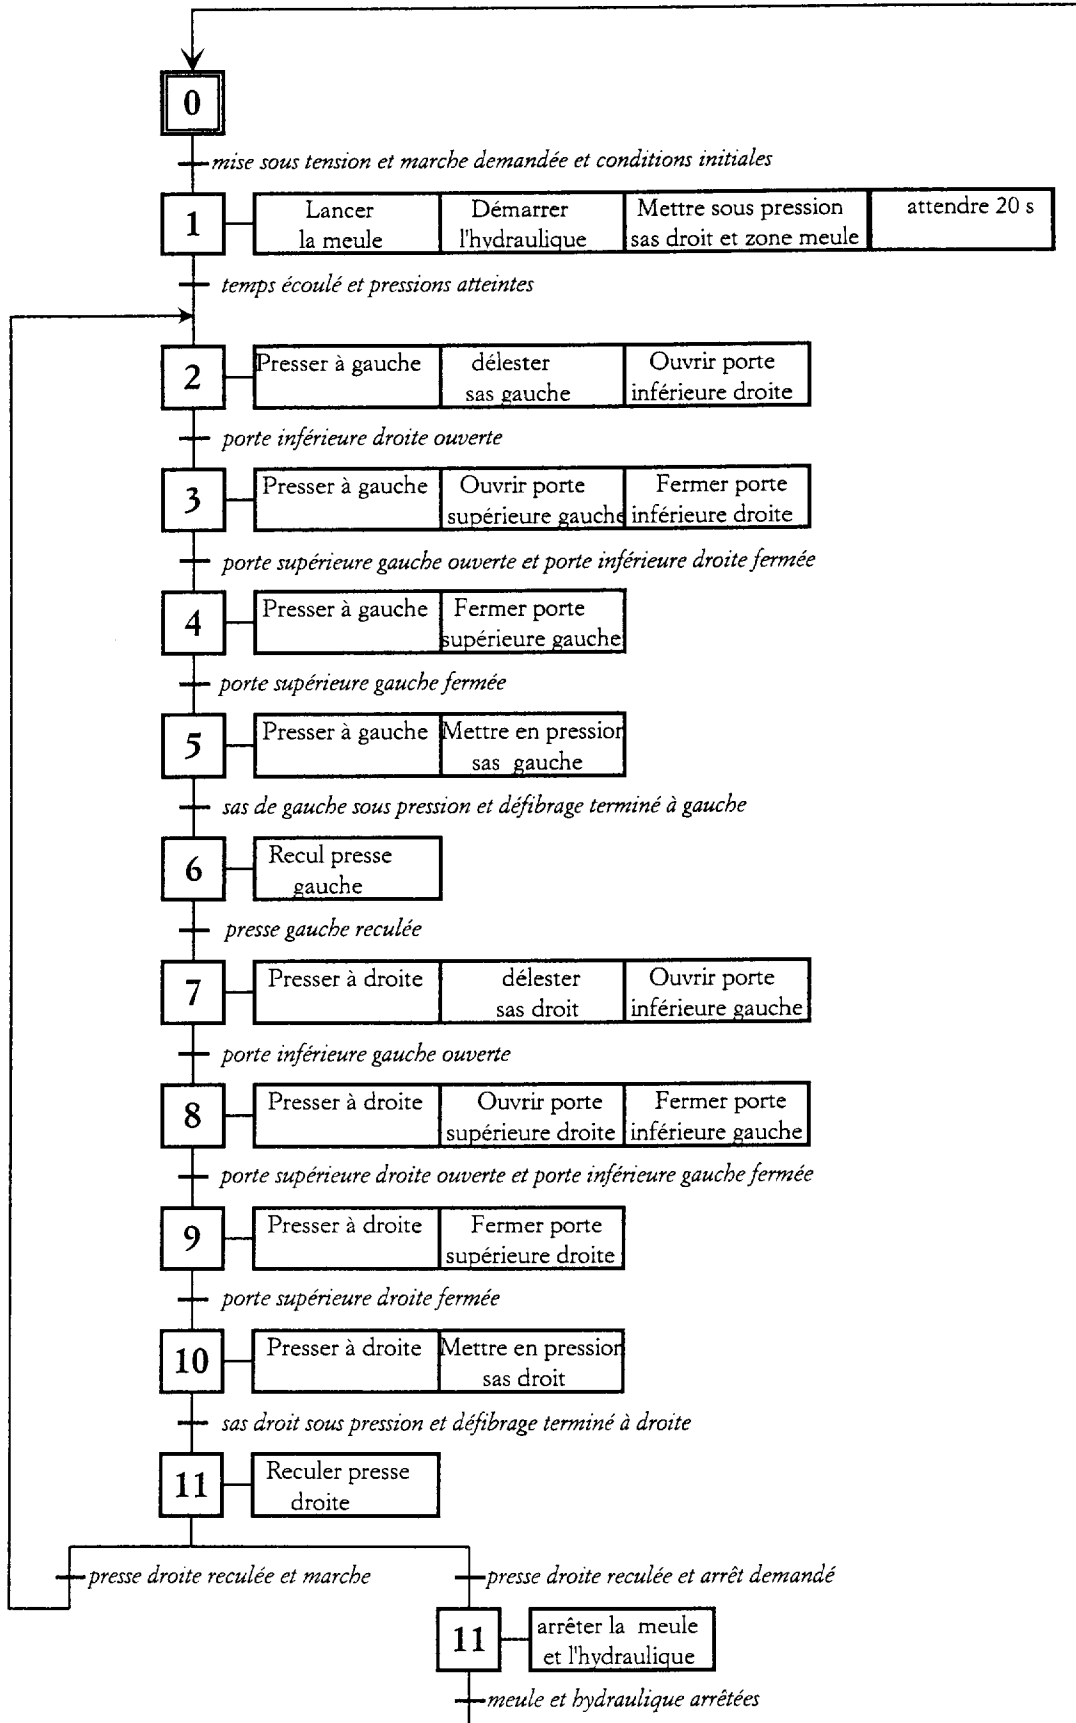 0
mise sous tension et marche demandée et conditions initiales
1
Lancer
la meule
Démarrer
l'hydraulique
Mettre sous pression
sas droit et zone meule
attendre 20 s
temps écoulé et pressions atteintes
2
Presser à gauche
délester
sas gauche
Ouvrir porte
inférieure droite
porte inférieure droite ouverte
3
Presser à gauche
Ouvrir porte
supérieure gauche
Fermer porte
inférieure droite
porte supérieure gauche ouverte et porte inférieure droite fermée
4
Presser à gauche
Fermer porte
supérieure gauche
porte supérieure gauche fermée
5
Presser à gauche
Mettre en pression
sas gauche
sas de gauche sous pression et défibrage terminé à gauche
6
Recul presse
gauche
presse gauche reculée
7
Presser à droite
délester
sas droit
Ouvrir porte
inférieure gauche
porte inférieure gauche ouverte
8
Presser à droite
Ouvrir porte
supérieure droite
Fermer porte
inférieure gauche
porte supérieure droite ouverte et porte inférieure gauche fermée
9
Presser à droite
Fermer porte
supérieure droite
porte supérieure droite fermée
10
Presser à droite
Mettre en pression
sas droit
sas droit sous pression et défibrage terminé à droite
11
Reculer presse
droite
presse droite reculée et marche
presse droite reculée et arrêt demandé
11
arrêter la meule
et l'hydraulique
meule et hydraulique arrêtées